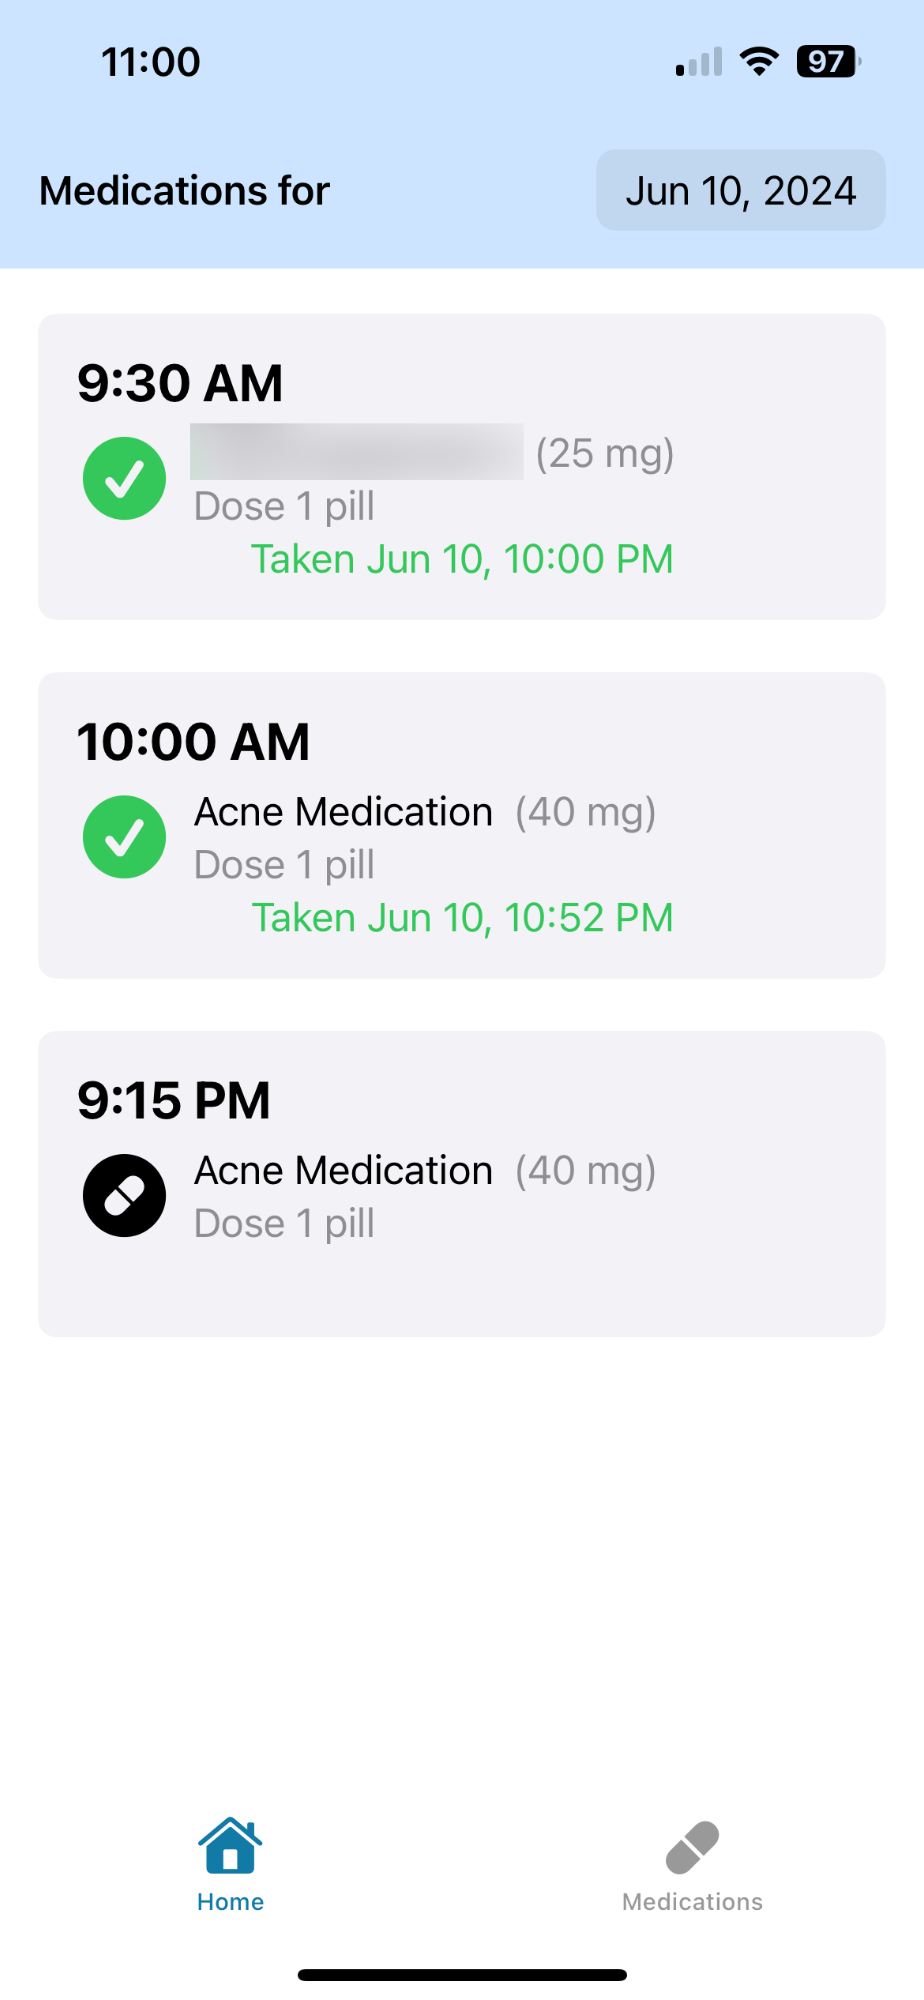 11:00
97
Medications for
Jun 10, 2024
9:30 AM
(25 mg)
Dose 1 pill
Taken Jun 10, 10:00 PM
10:00 AM
Acne Medication (40 mg)
Dose 1 pill
Taken Jun 10, 10:52 PM
9:15 PM
Acne Medication (40 mg)
Dose 1 pill
Home
Medications